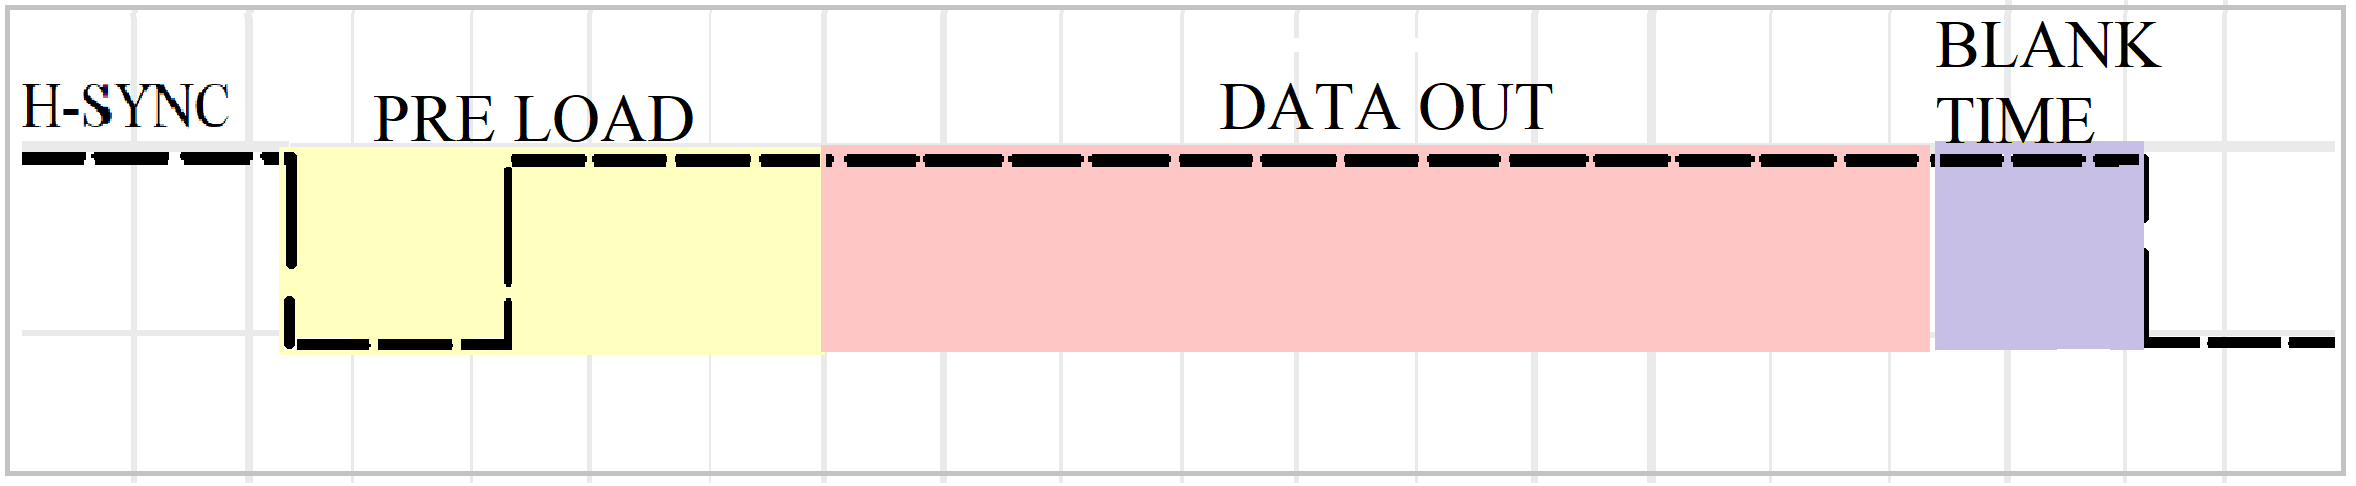 H-SYNC
PRE LOAD
DATA OUT
BLANK
TIME